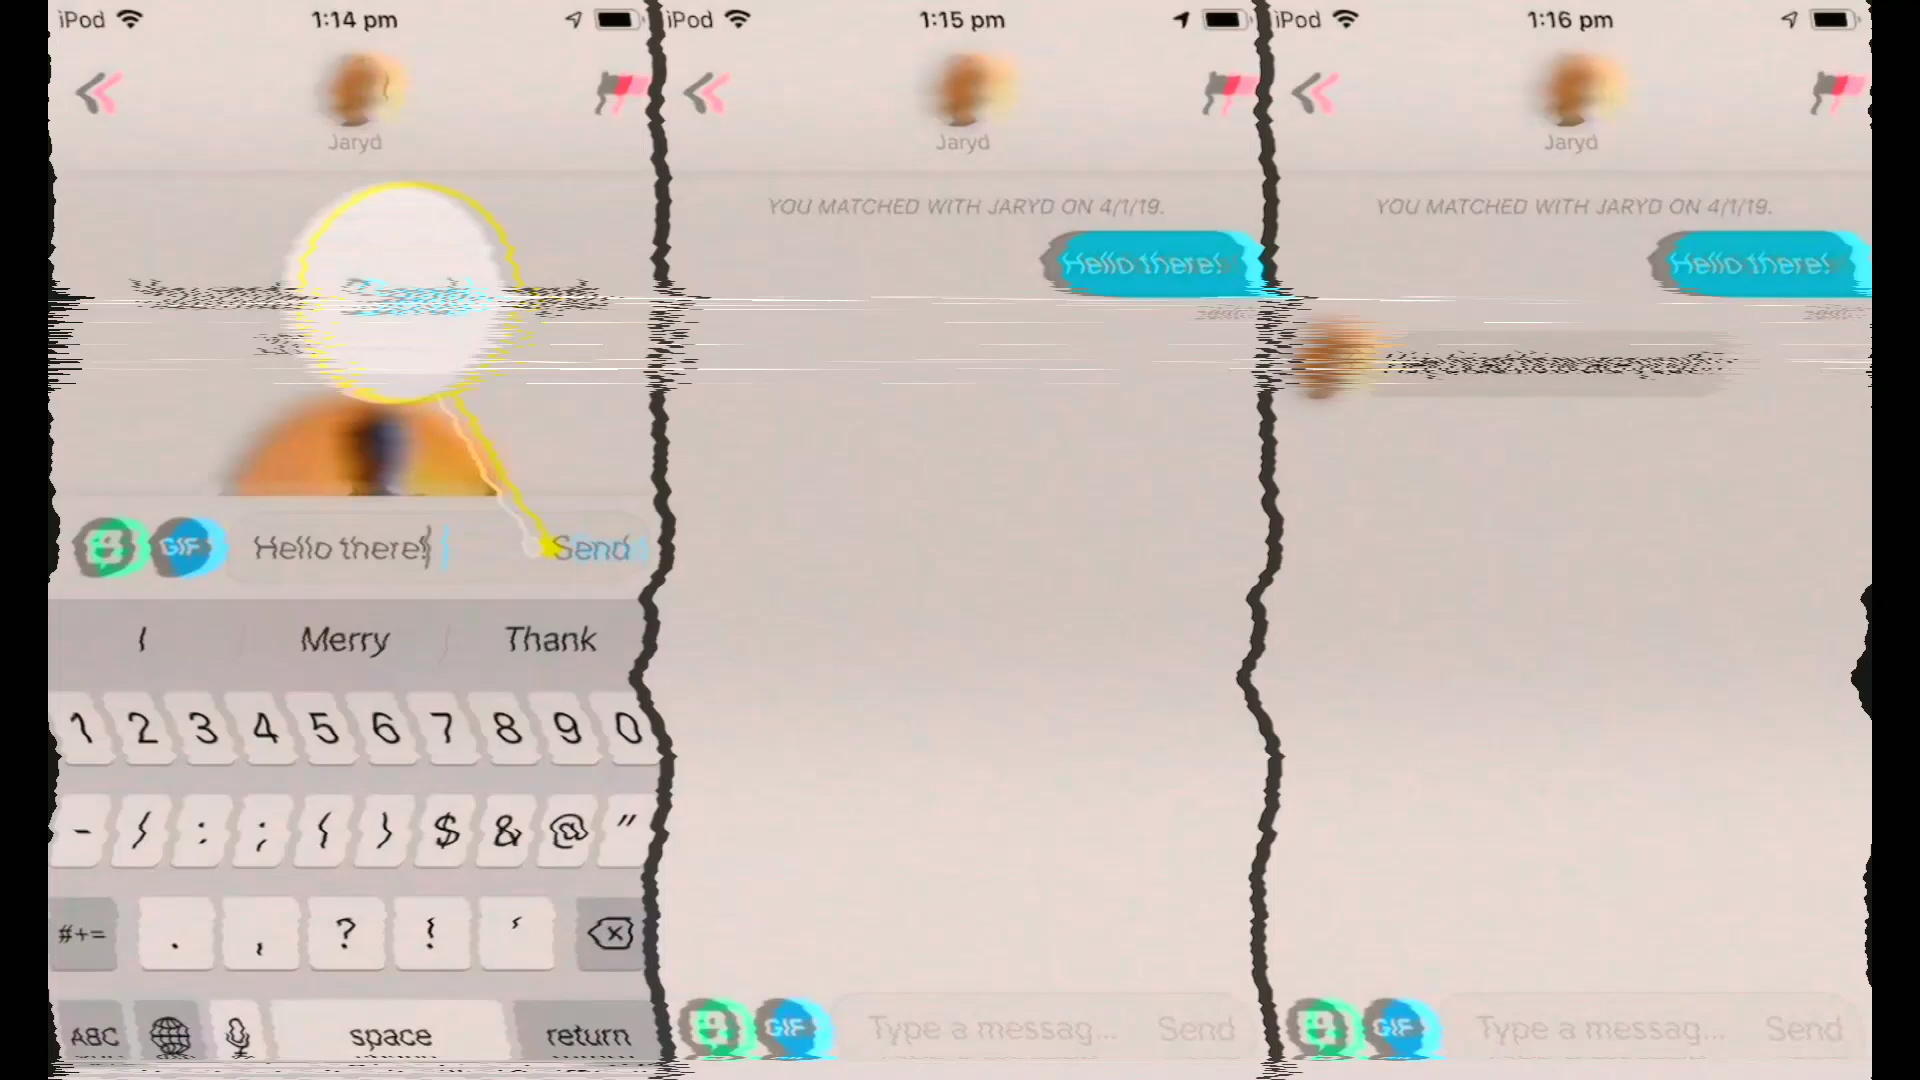 iPod
1:14 pm
Jaryd
Hello there!
Send
GIF
I
Merry
Thank
1 2 3 4 5 6 7 8 9 0
- / : ; ( ) $ & @ "
#+= . , ? ! '
ABC
space
return
iPod
1:15 pm
Jaryd
YOU MATCHED WITH JARYD ON 4/1/19.
Hello there!
GIF
Type a messag...
Send
iPod
1:16 pm
Jaryd
YOU MATCHED WITH JARYD ON 4/1/19.
Hello there!
GIF
Type a messag...
Send